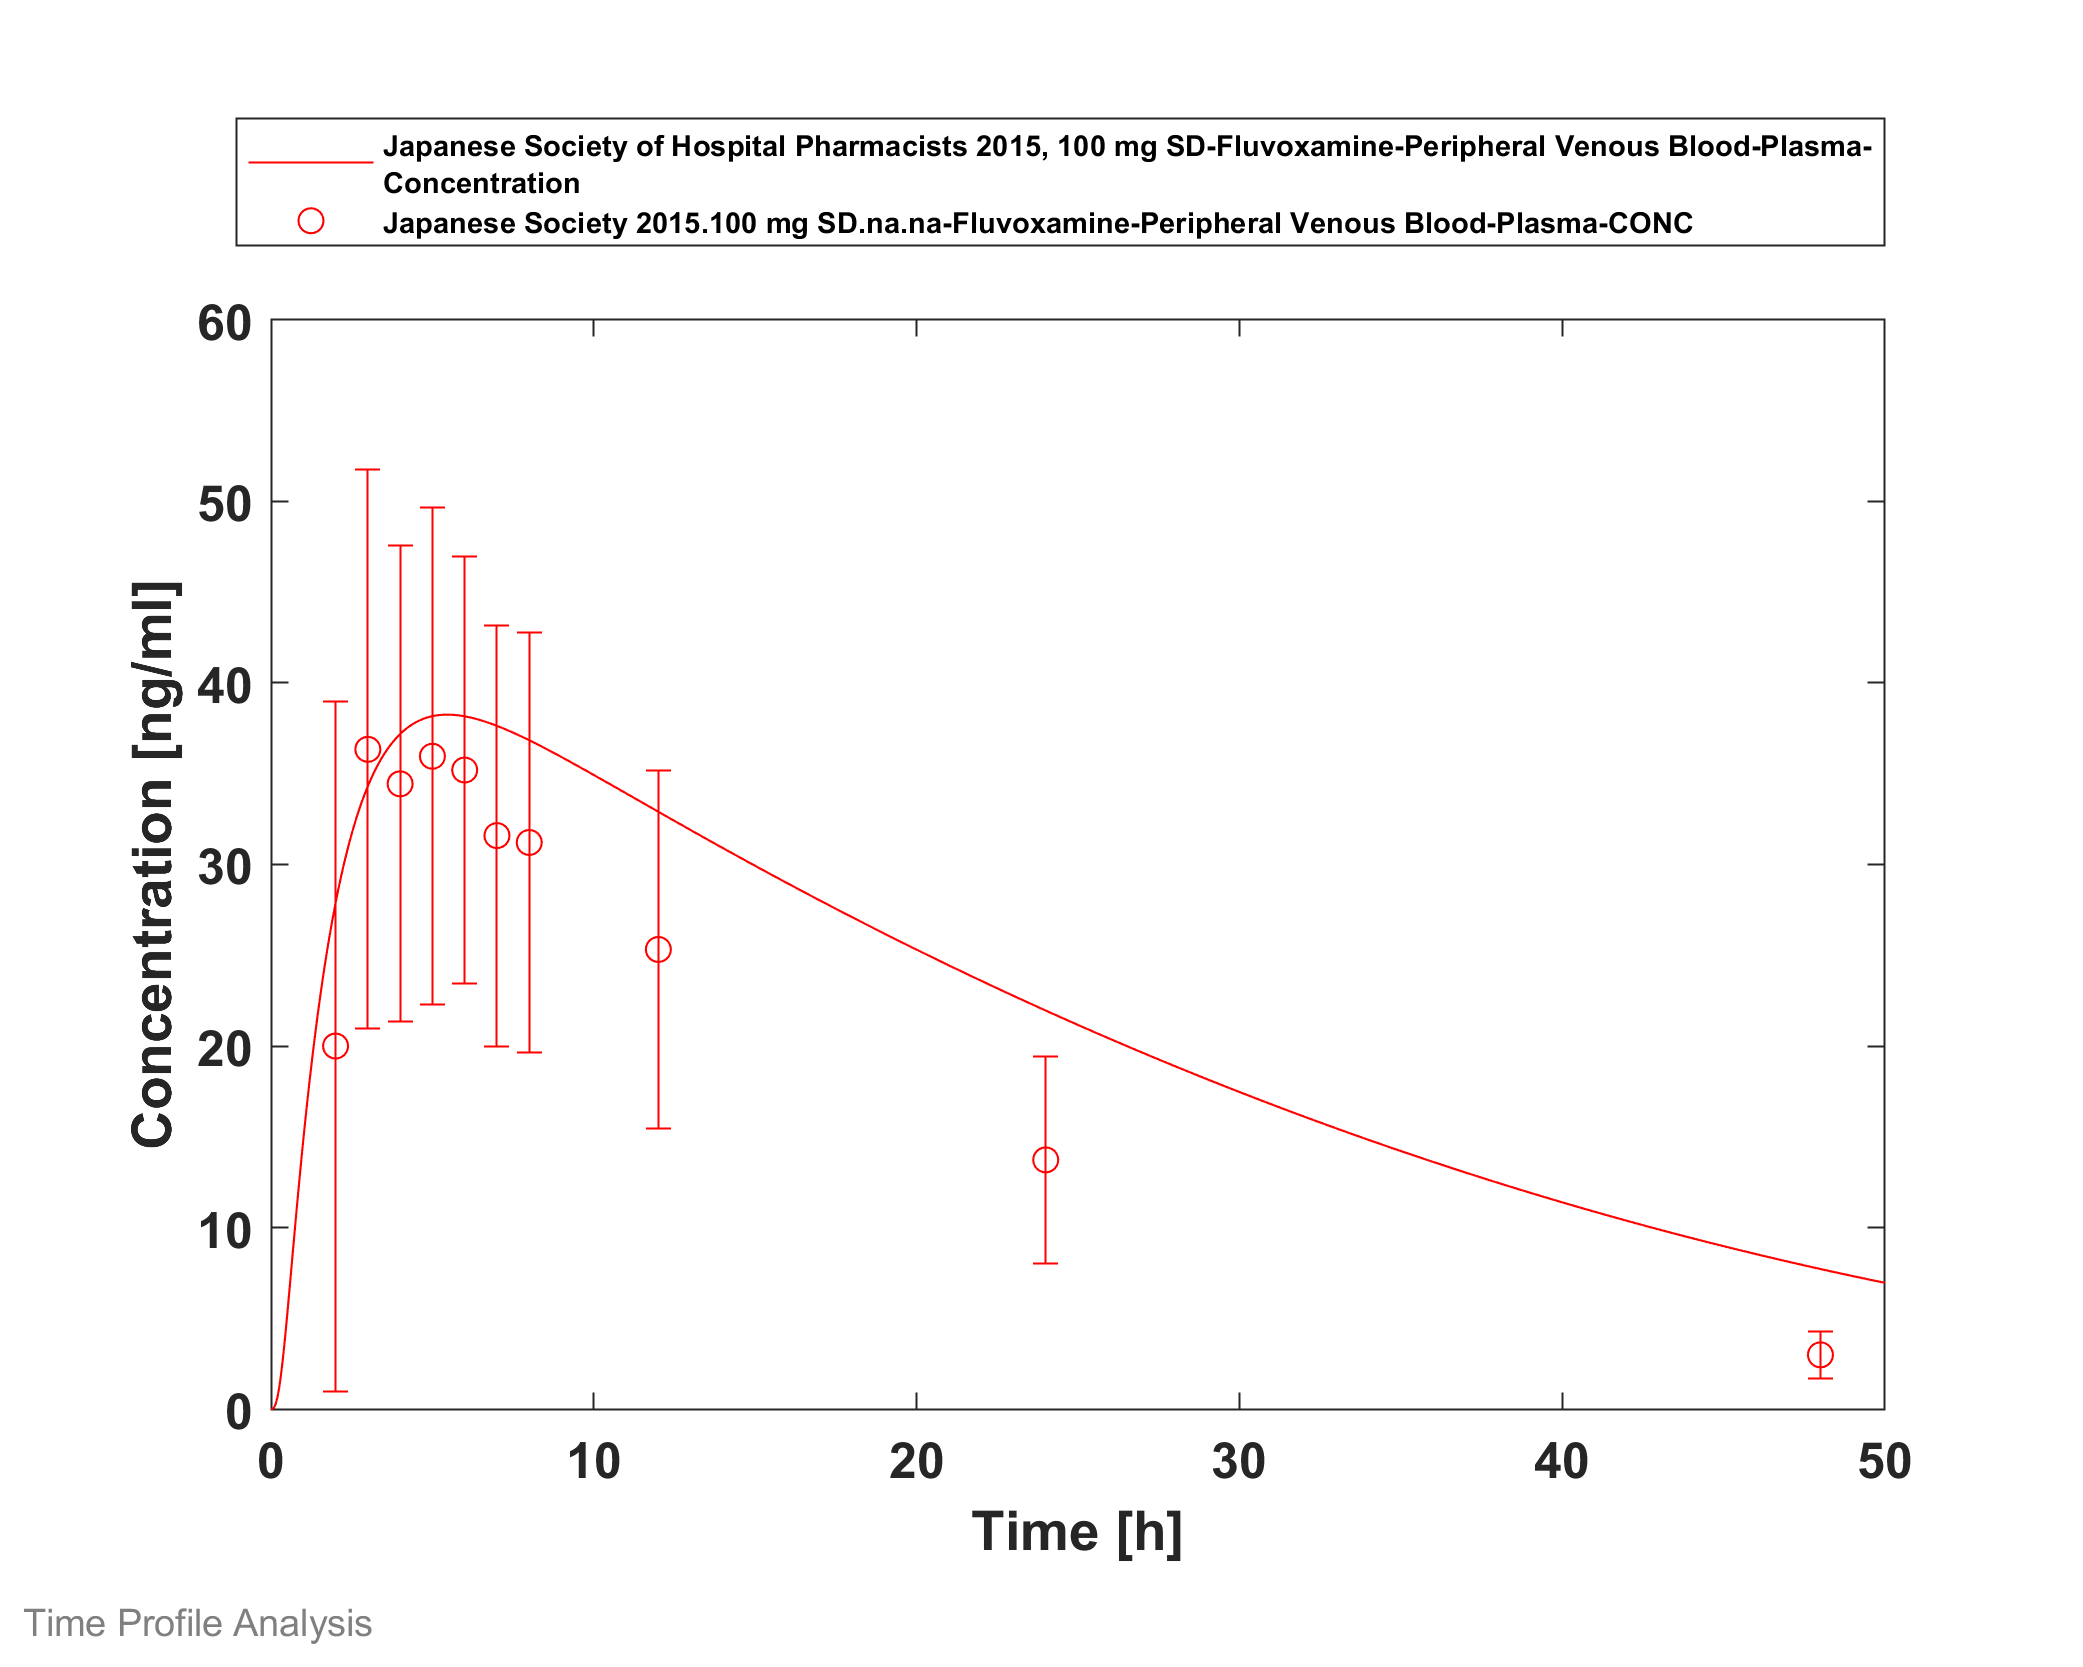 Japanese Society of Hospital Pharmacists 2015, 100 mg SD-Fluvoxamine-Peripheral Venous Blood-Plasma-
Concentration
Japanese Society 2015.100 mg SD.na.na-Fluvoxamine-Peripheral Venous Blood-Plasma-CONC
60
50
40
30
20
10
0
Concentration [ng/ml]
0 10 20 30 40 50
Time [h]
Time Profile Analysis